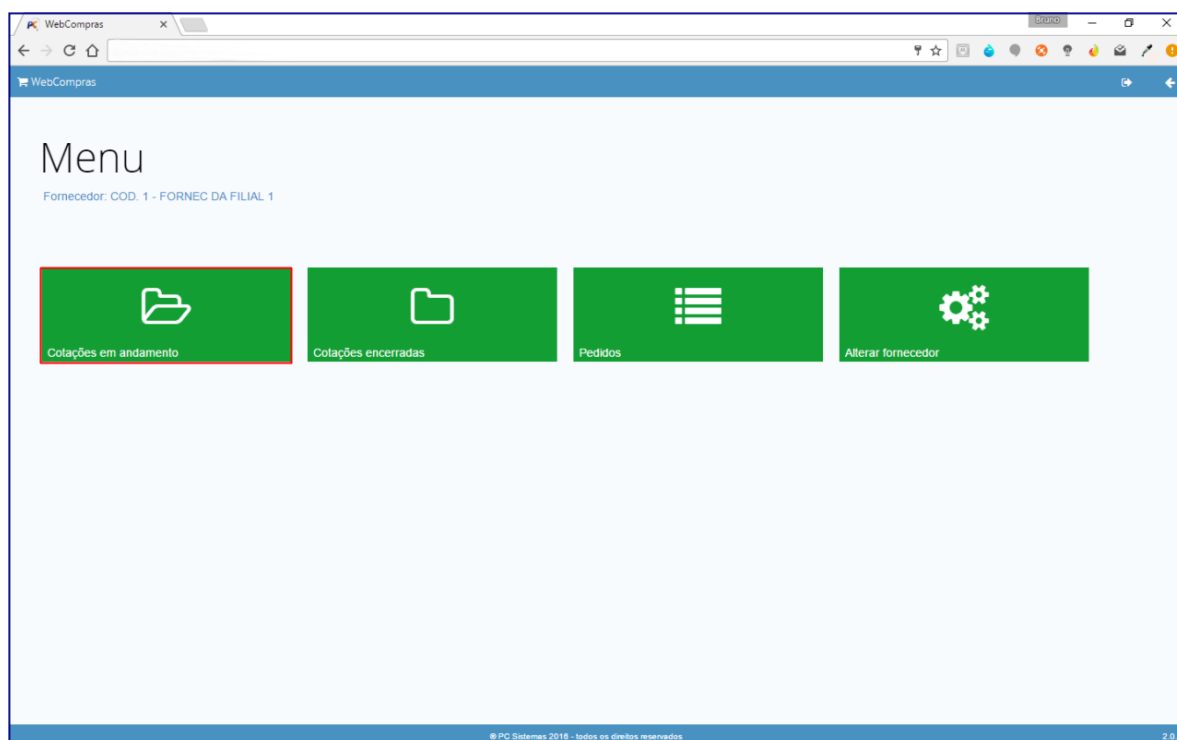 WebCompras
Bruno
WebCompras
Menu
Fornecedor: COD. 1 - FORNEC DA FILIAL 1
Cotações em andamento
Cotações encerradas
Pedidos
Alterar fornecedor
® PC Sistemas 2016 - todos os direitos reservados
2.0.